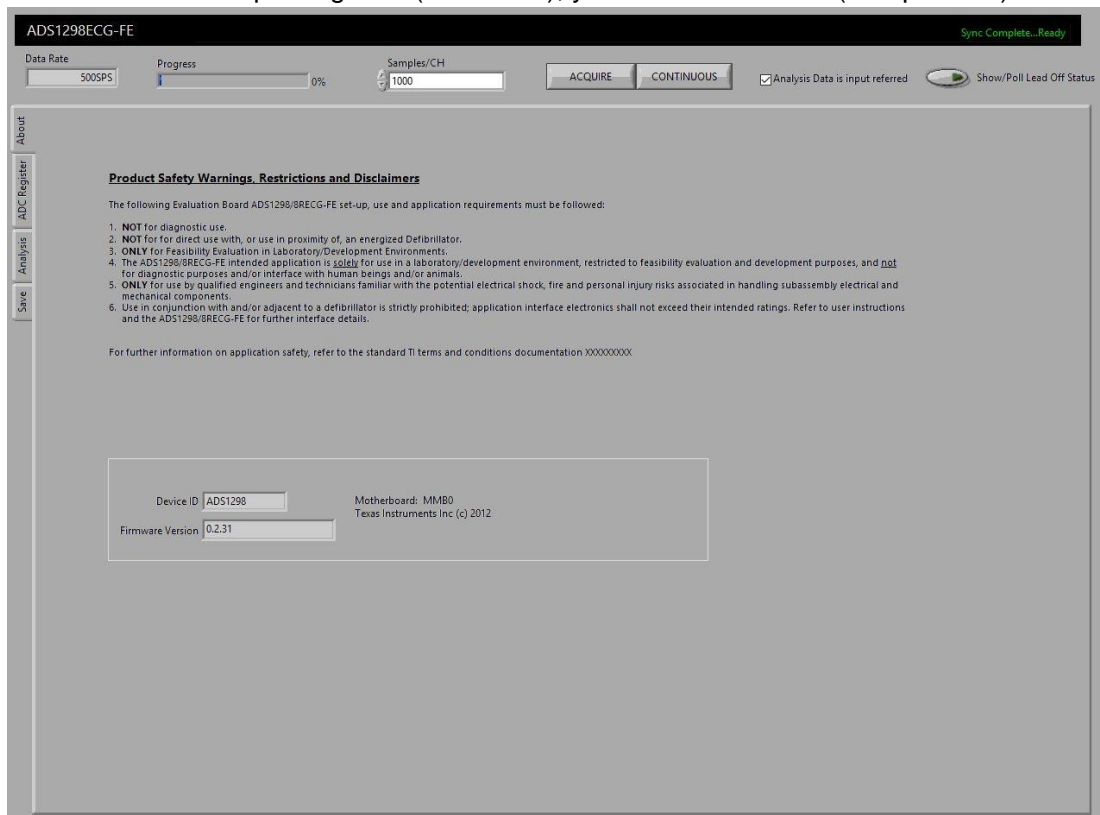 ADS1298ECG-FE
Sync Complete...Ready
Data Rate
500SPS
Progress
0%
Samples/CH
1000
ACQUIRE
CONTINUOUS
Analysis Data is input referred
Show/Poll Lead Off Status
About
ADC Register
Analysis
Save
Product Safety Warnings, Restrictions and Disclaimers
The following Evaluation Board ADS1298/8RECG-FE set-up, use and application requirements must be followed:
1. NOT for diagnostic use.
2. NOT for for direct use with, or use in proximity of, an energized Defibrillator.
3. ONLY for Feasibility Evaluation in Laboratory/Development Environments.
4. The ADS1298/8RECG-FE intended application is solely for use in a laboratory/development environment, restricted to feasibility evaluation and development purposes, and not
for diagnostic purposes and/or interface with human beings and/or animals.
5. ONLY for use by qualified engineers and technicians familiar with the potential electrical shock, fire and personal injury risks associated in handling subassembly electrical and
mechanical components.
6. Use in conjunction with and/or adjacent to a defibrillator is strictly prohibited; application interface electronics shall not exceed their intended ratings. Refer to user instructions
and the ADS1298/8RECG-FE for further interface details.
For further information on application safety, refer to the standard TI terms and conditions documentation XXXXXXXXX
Device ID ADS1298
Motherboard: MMB0
Texas Instruments Inc (c) 2012
Firmware Version 0.2.31